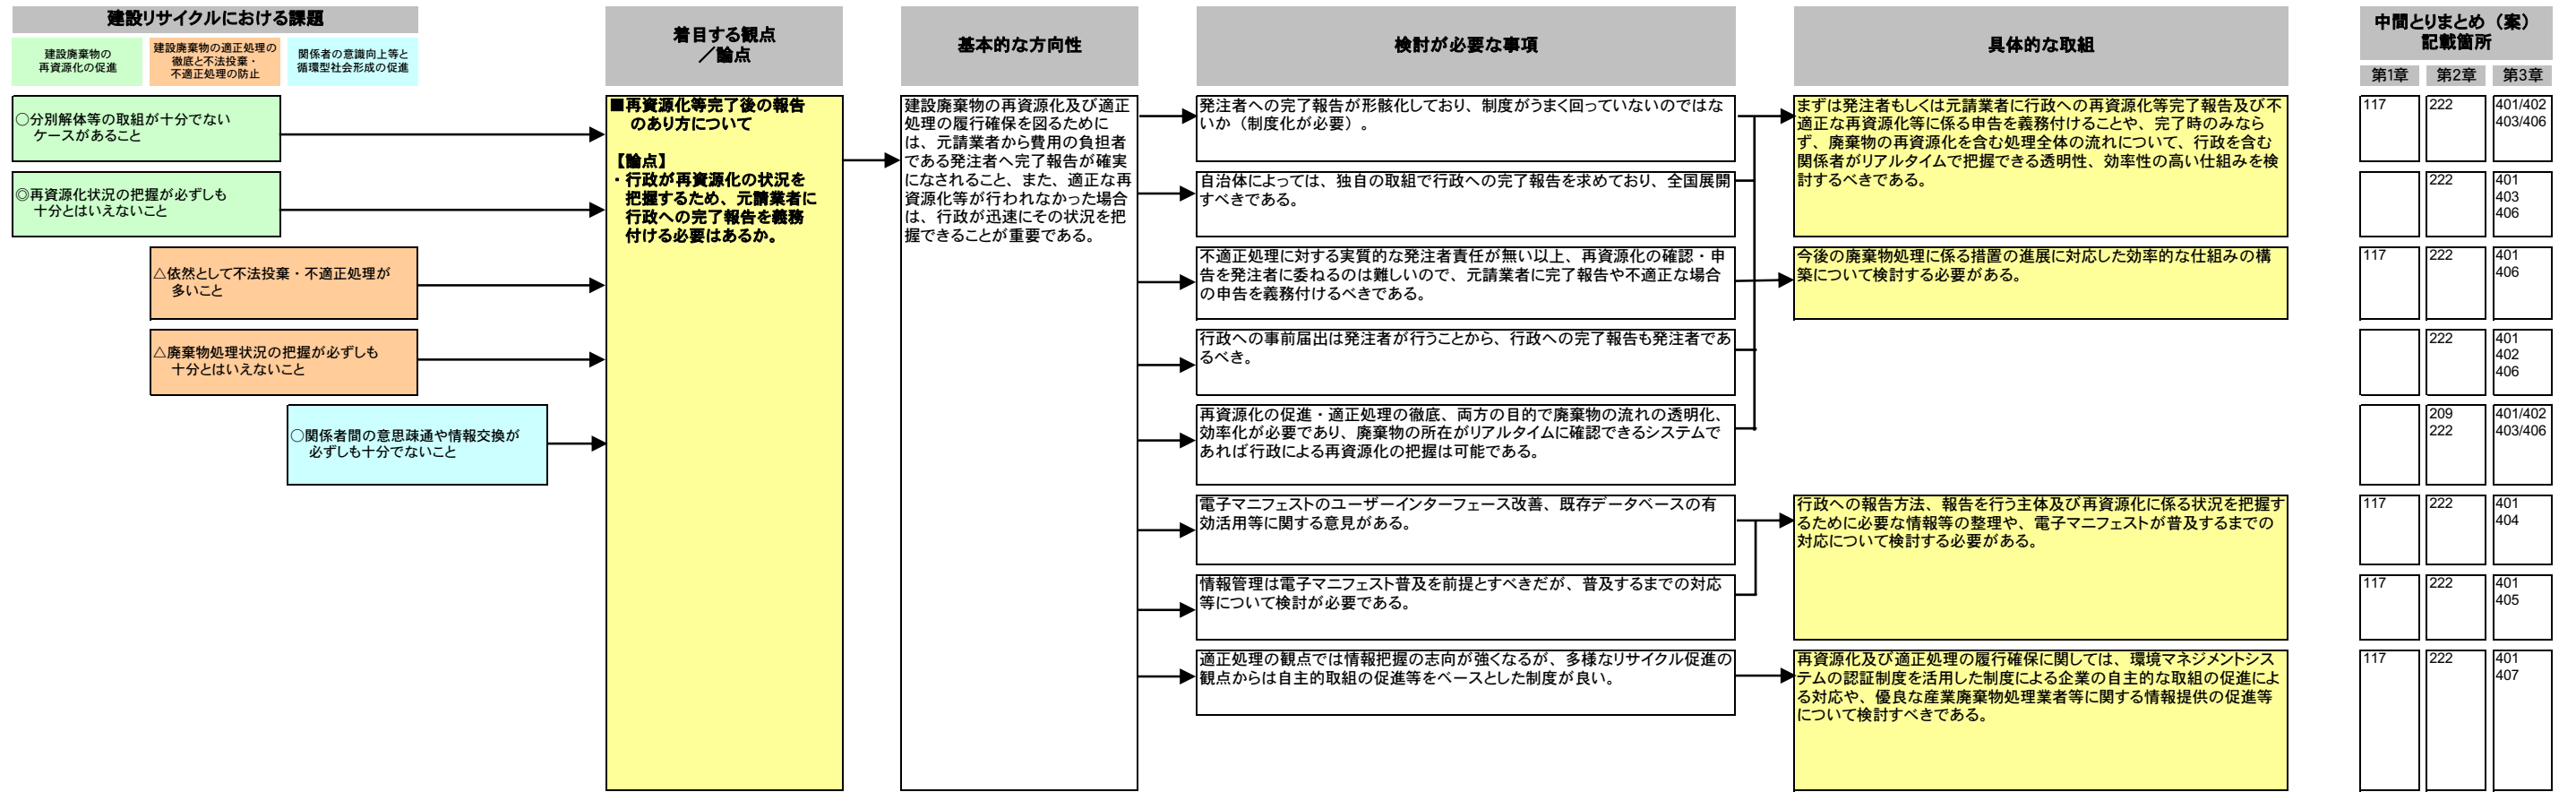 建設リサイクルにおける課題
建設廃棄物の
再資源化の促進
建設廃棄物の適正処理の
徹底と不法投棄・
不適正処理の防止
関係者の意識向上等と
循環型社会形成の促進
着目する観点
／論点
基本的な方向性
検討が必要な事項
具体的な取組
中間とりまとめ（案）
記載箇所
第1章
第2章
第3章
○分別解体等の取組が十分でない
ケースがあること
◎再資源化状況の把握が必ずしも
十分とはいえないこと
△依然として不法投棄・不適正処理が
多いこと
△廃棄物処理状況の把握が必ずしも
十分とはいえないこと
○関係者間の意思疎通や情報交換が
必ずしも十分でないこと
■再資源化等完了後の報告
のあり方について
【論点】
・行政が再資源化の状況を
把握するため、元請業者に
行政への完了報告を義務
付ける必要はあるか。
建設廃棄物の再資源化及び適正
処理の履行確保を図るために
は、元請業者から費用の負担者
である発注者へ完了報告が確実
になされること、また、適正な再
資源化等が行われなかった場合
は、行政が迅速にその状況を把
握できることが重要である。
発注者への完了報告が形骸化しており、制度がうまく回っていないのではな
いか（制度化が必要）。
自治体によっては、独自の取組で行政への完了報告を求めており、全国展開
すべきである。
不適正処理に対する実質的な発注者責任が無い以上、再資源化の確認・申
告を発注者に委ねるのは難しいので、元請業者に完了報告や不適正な場合
の申告を義務付けるべきである。
行政への事前届出は発注者が行うことから、行政への完了報告も発注者であ
るべき。
再資源化の促進・適正処理の徹底、両方の目的で廃棄物の流れの透明化、
効率化が必要であり、廃棄物の所在がリアルタイムに確認できるシステムで
あれば行政による再資源化の把握は可能である。
電子マニフェストのユーザーインターフェース改善、既存データベースの有
効活用等に関する意見がある。
情報管理は電子マニフェスト普及を前提とすべきだが、普及するまでの対応
等について検討が必要である。
適正処理の観点では情報把握の志向が強くなるが、多様なリサイクル促進の
観点からは自主的取組の促進等をベースとした制度が良い。
まずは発注者もしくは元請業者に行政への再資源化等完了報告及び不
適正な再資源化等に係る申告を義務付けることや、完了時のみなら
ず、廃棄物の再資源化を含む処理全体の流れについて、行政を含む
関係者がリアルタイムで把握できる透明性、効率性の高い仕組みを検
討するべきである。
今後の廃棄物処理に係る措置の進展に対応した効率的な仕組みの構
築について検討する必要がある。
行政への報告方法、報告を行う主体及び再資源化に係る状況を把握す
るために必要な情報等の整理や、電子マニフェストが普及するまでの
対応について検討する必要がある。
再資源化及び適正処理の履行確保に関しては、環境マネジメントシス
テムの認証制度を活用した制度による企業の自主的な取組の促進によ
る対応や、優良な産業廃棄物処理業者等に関する情報提供の促進等
について検討すべきである。
117
222
401/402
403/406
222
401
403
406
117
222
401
406
222
401
402
406
209
222
401/402
403/406
117
222
401
404
117
222
401
405
117
222
401
407